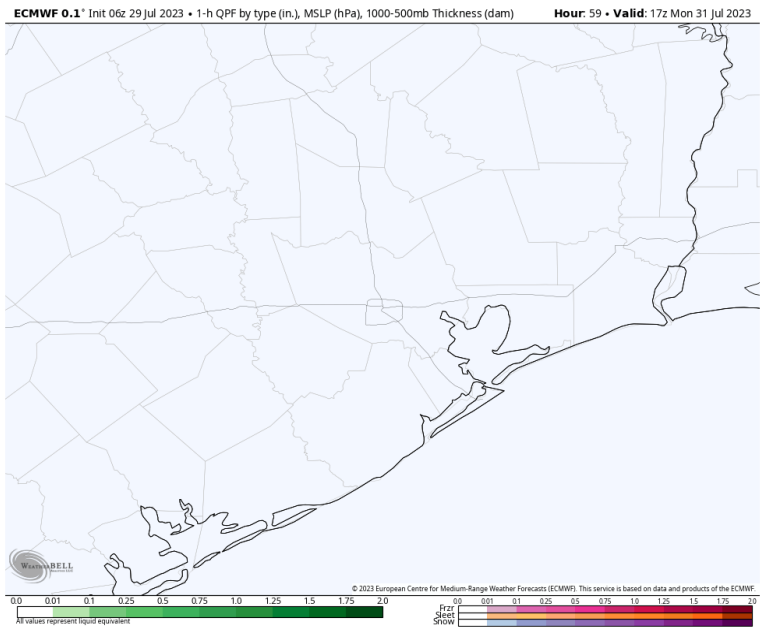 ECMWF 0.1° Init 06z 29 Jul 2023 • 1-h QPF by type (in.), MSLP (hPa), 1000-500mb Thickness (dam) Hour: 59 • Valid: 17z Mon 31 Jul 2023
WEATHERBELL
© 2023 European Centre for Medium-Range Weather Forecasts (ECMWF). This service is based on data and products of the ECMWF.
0.0 0.01 0.1 0.25 0.5 0.75 1.0 1.25 1.5 1.75 2.0
All values represent liquid equivalent
0.0 0.01 0.1 0.25 0.5 0.75 1.0 1.25 1.5 1.75 2.0
Frzr
Sleet
Snow